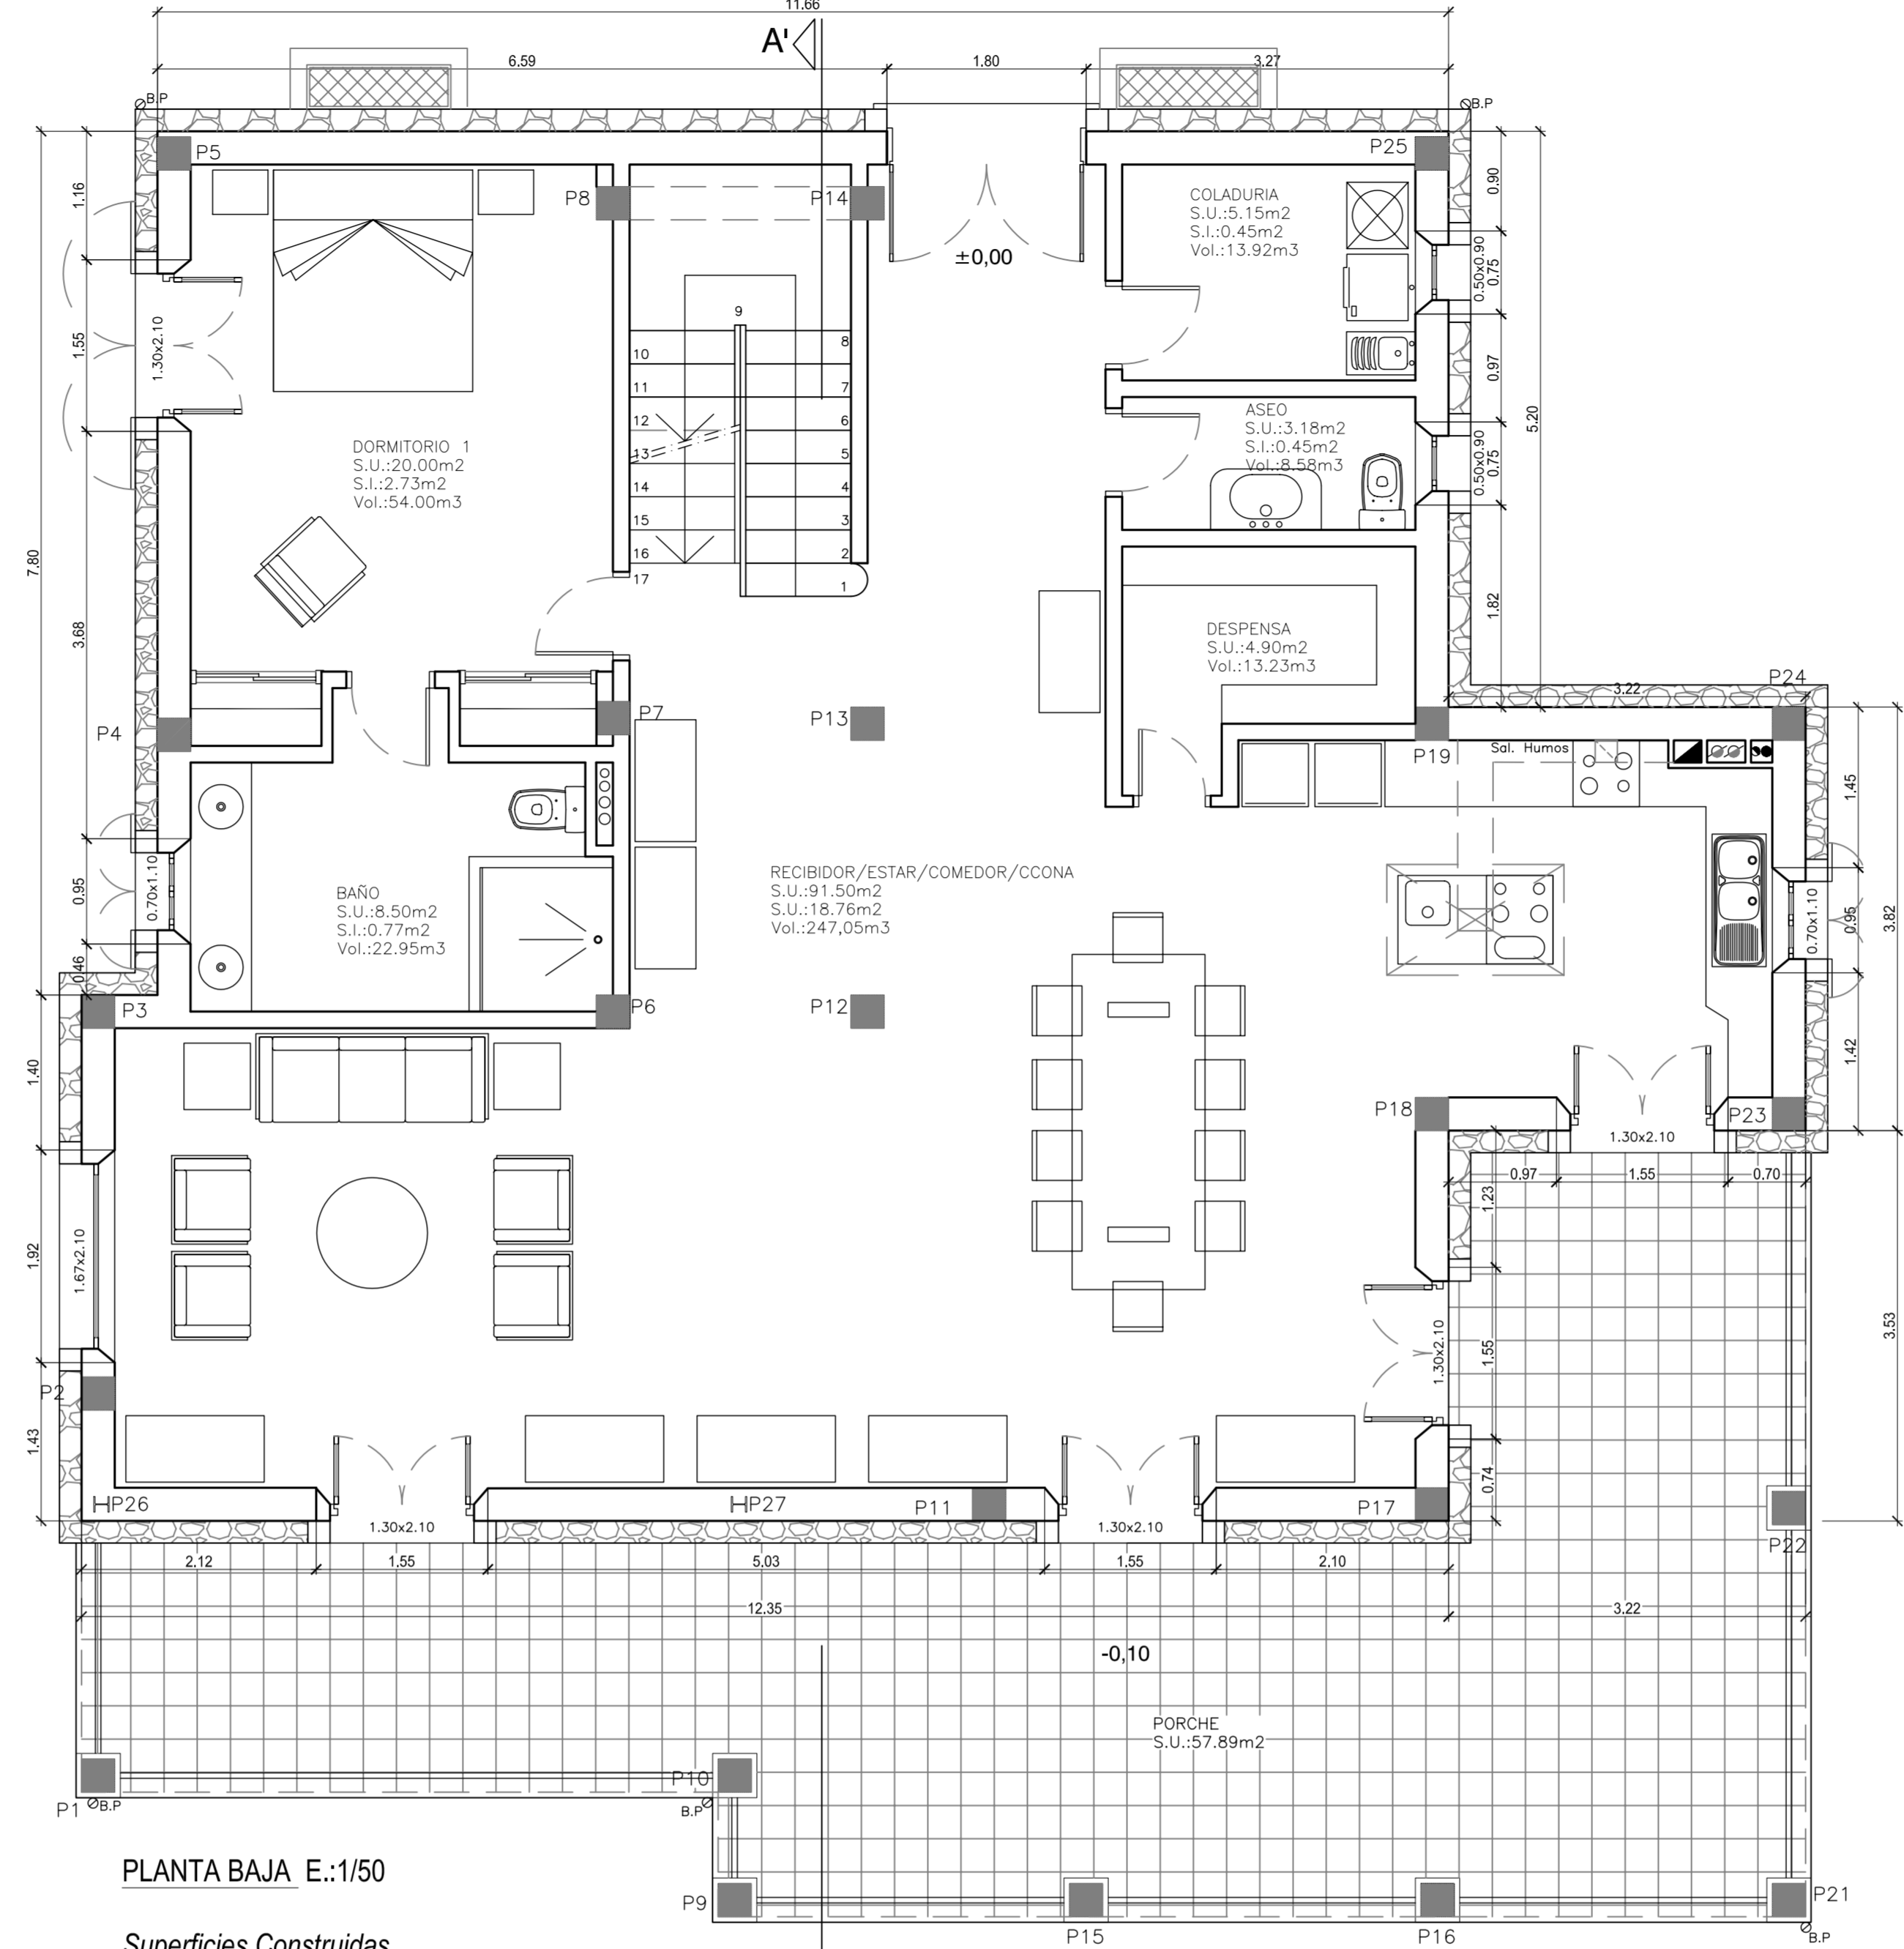 11.66
A'
6.59
1.80
3.27
B.P
B.P
P5
P8
P14
P25
±0,00
COLADURIA
S.U.:5.15m2
S.I.:0.45m2
Vol.:13.92m3
1.16
1.55
1.30x2.10
3.68
7.80
0.95
0.70x1.10
0.46
0.90
0.50x0.90
0.75
0.97
0.50x0.90
0.75
5.20
1.82
9
10
11
12
13
14
15
16
17
8
7
6
5
4
3
2
1
DORMITORIO 1
S.U.:20.00m2
S.I.:2.73m2
Vol.:54.00m3
ASEO
S.U.:3.18m2
S.I.:0.45m2
Vol.:8.58m3
DESPENSA
S.U.:4.90m2
Vol.:13.23m3
P4
P7
P13
P19
P24
3.22
Sal. Humos
1.45
0.95
0.70x1.10
3.82
1.42
BAÑO
S.U.:8.50m2
S.I.:0.77m2
Vol.:22.95m3
RECIBIDOR/ESTAR/COMEDOR/CCONA
S.U.:91.50m2
S.U.:18.76m2
Vol.:247,05m3
P3
P6
P12
P18
P23
1.30x2.10
0.97
1.55
0.70
1.40
1.92
1.67x2.10
1.43
1.23
1.55
1.30x2.10
0.74
3.53
P2
P26
P27
P11
P17
P22
1.30x2.10
1.30x2.10
2.12
1.55
5.03
1.55
2.10
12.35
3.22
-0,10
PORCHE
S.U.:57.89m2
P1
B.P
P10
B.P
P9
P15
P16
P21
B.P
PLANTA BAJA E.:1/50
Superficies Construidas